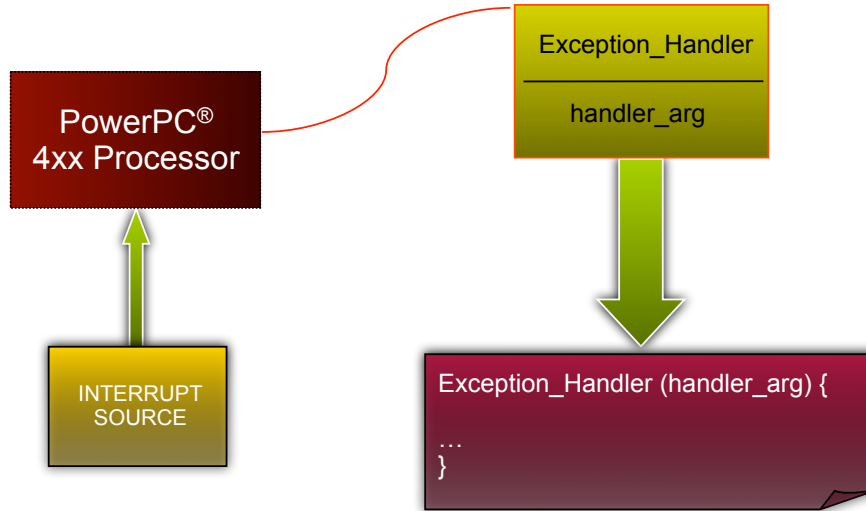 PowerPC®
4xx Processor
Exception_Handler
handler_arg
INTERRUPT
SOURCE
Exception_Handler (handler_arg) {
…
}